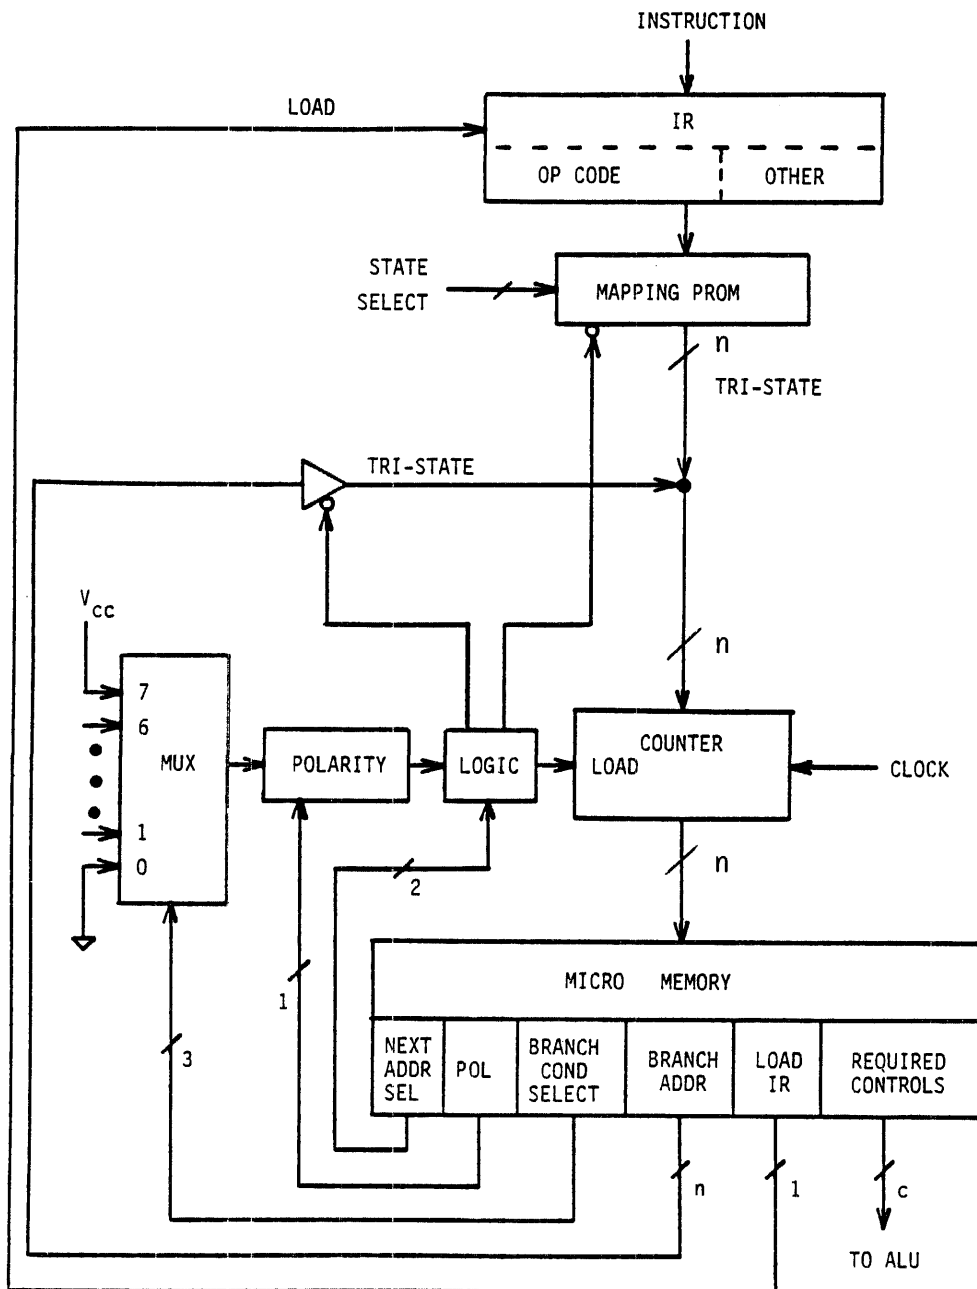 INSTRUCTION
LOAD
IR
OP CODE
OTHER
STATE
SELECT
MAPPING PROM
n
TRI-STATE
TRI-STATE
Vcc
n
7
6
1
0
MUX
POLARITY
LOGIC
COUNTER
LOAD
CLOCK
2
n
MICRO MEMORY
1
3
NEXT
ADDR
SEL
POL
BRANCH
COND
SELECT
BRANCH
ADDR
LOAD
IR
REQUIRED
CONTROLS
n
1
c
TO ALU